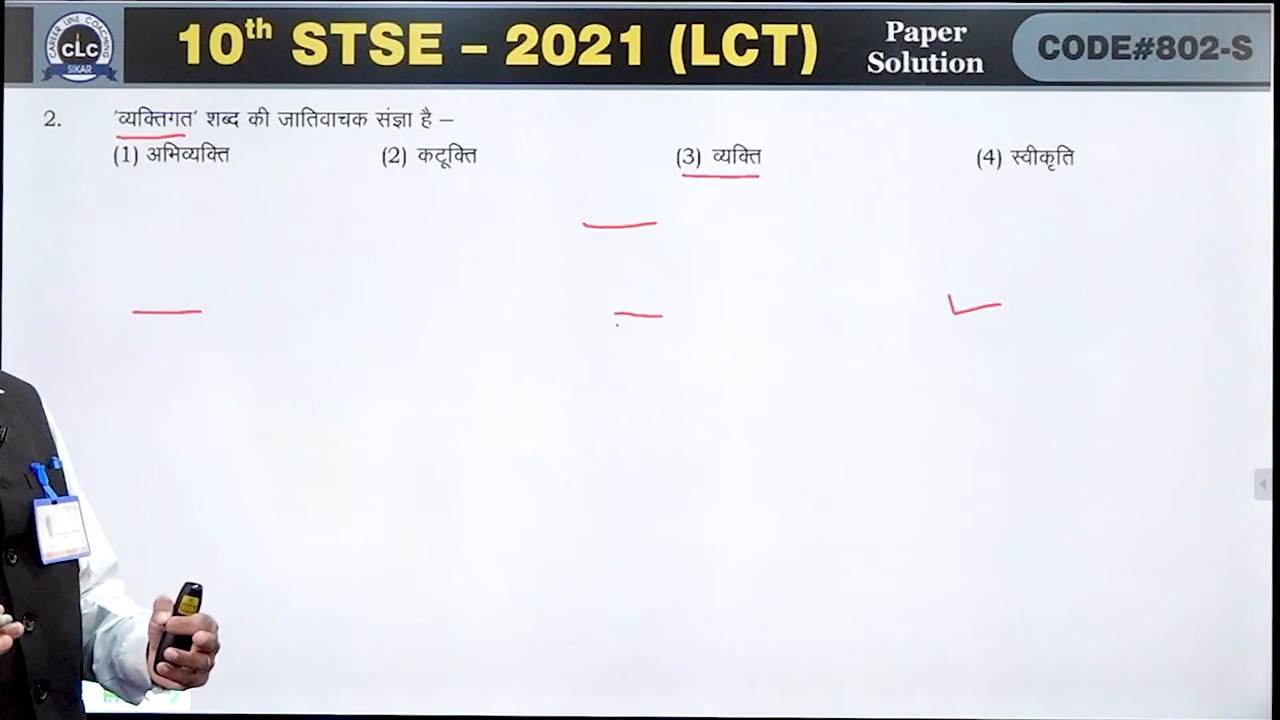 CAREER LINE COACHING
CLC
SIKAR
10th STSE – 2021 (LCT)
Paper
Solution
CODE#802-S
2. 'व्यक्तिगत' शब्द की जातिवाचक संज्ञा है –
(1) अभिव्यक्ति (2) कटूक्ति (3) व्यक्ति (4) स्वीकृति